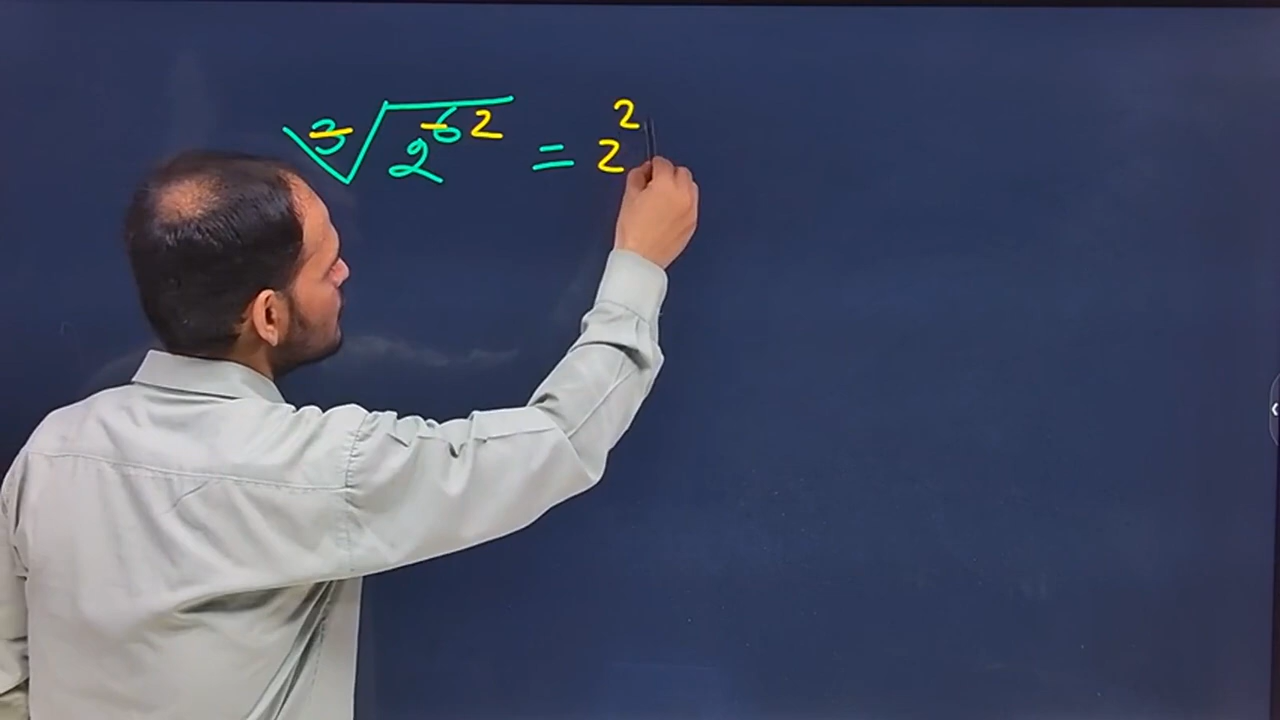 ∛2⁶ 2 = 2²